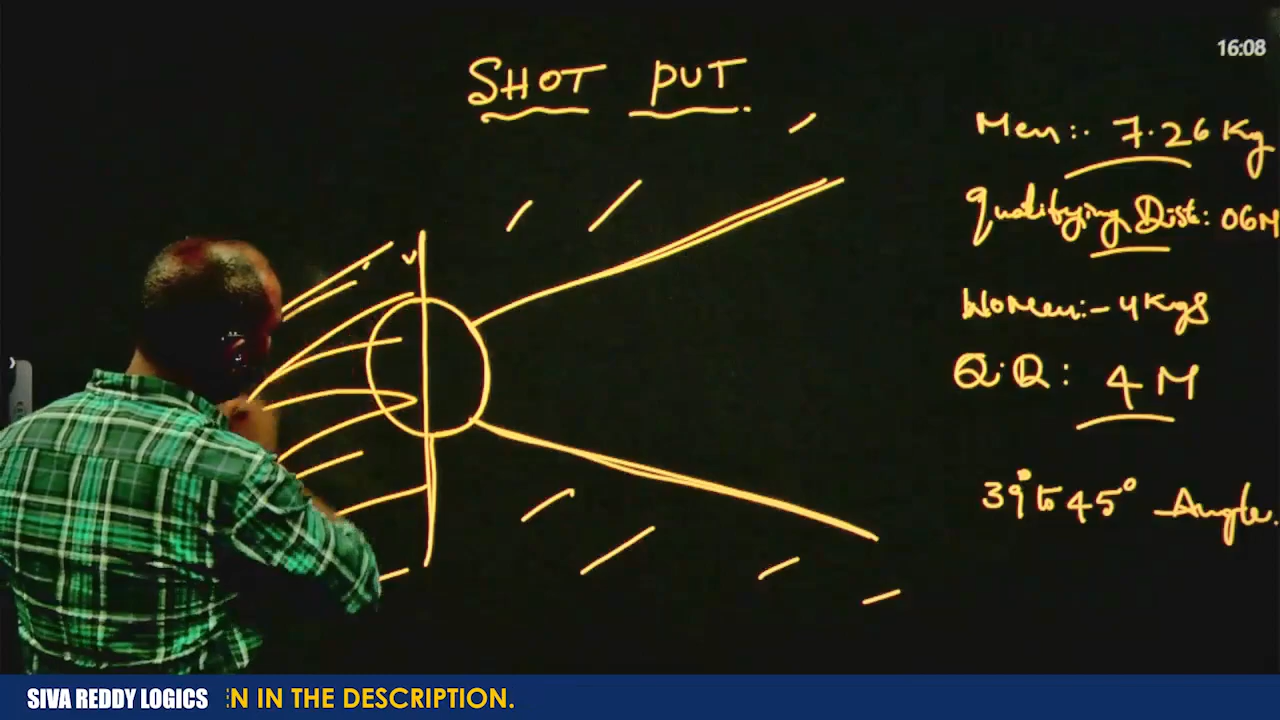 16:08
SHOT PUT
Men:. 7.26 Kg
Qualifying Dist: 06M
Women:- 4Kgs
Q.D: 4 M
39° to 45° Angle.
SIVA REDDY LOGICS EN IN THE DESCRIPTION.